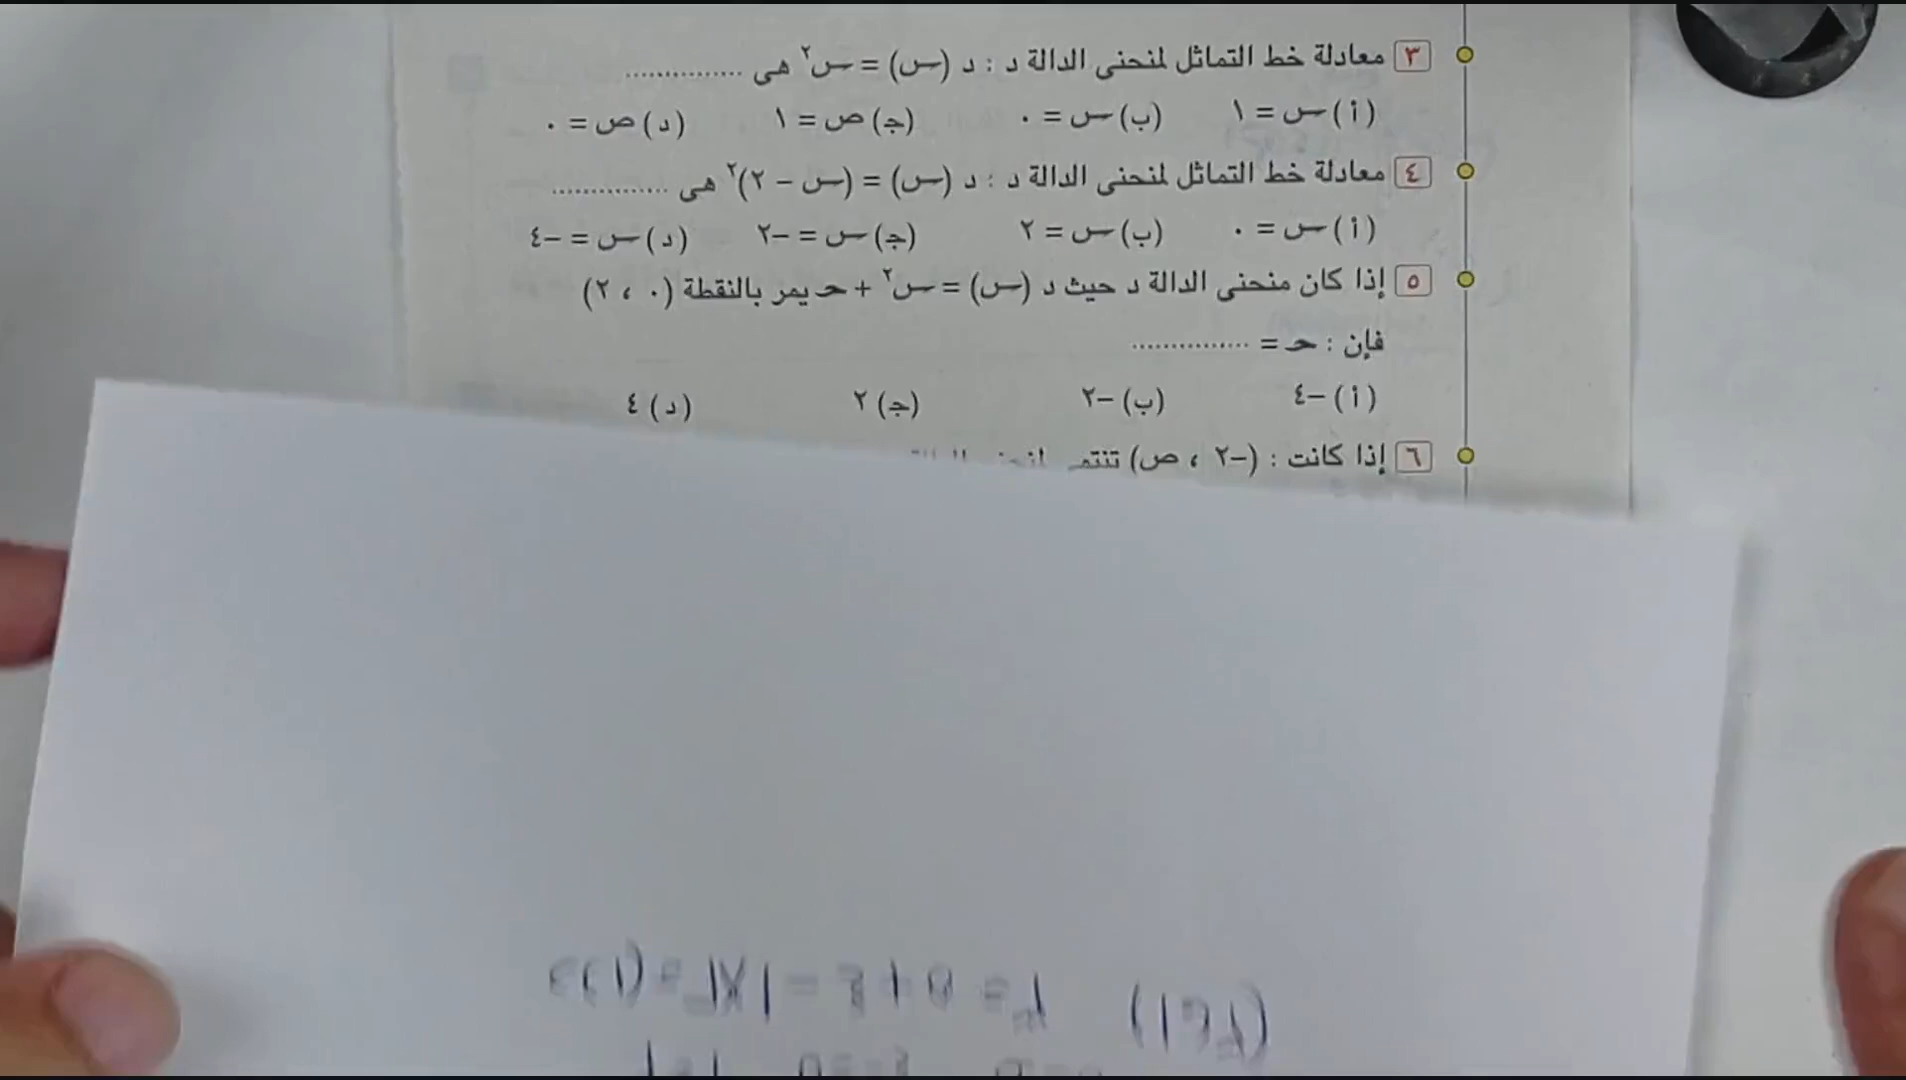 ٣ معادلة خط التماثل لمنحنى الدالة د : د (س) = س٢ هى ...............
(أ) س = ١ (ب) س = ٠ (جـ) ص = ١ (د) ص = ٠
٤ معادلة خط التماثل لمنحنى الدالة د : د (س) = (س - ٢)٢ هى ...............
(أ) س = ٠ (ب) س = ٢ (جـ) س = -٢ (د) س = -٤
٥ إذا كان منحنى الدالة د حيث د (س) = س٢ + حـ يمر بالنقطة (٠ ، ٢)
فإن : حـ = ...............
(أ) -٤ (ب) -٢ (جـ) ٢ (د) ٤
٦ إذا كانت : (-٢ ، ص) تنتمى